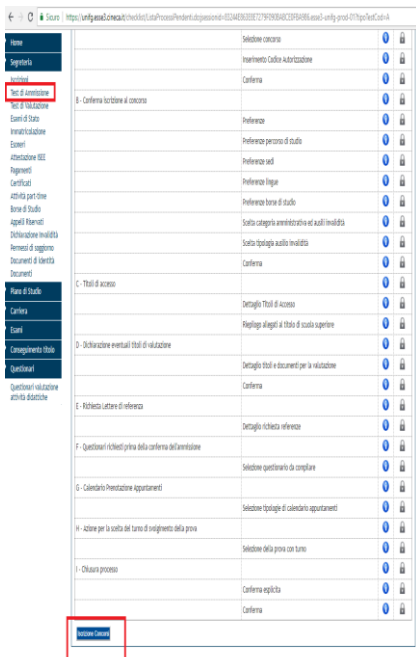 Sicuro https://unifg.esse3.cineca.it
Home
Segreteria
Iscrizioni
Test di Ammissione
Test di Valutazione
Esami di Stato
Immatricolazione
Esoneri
Attestazione ISEE
Pagamenti
Certificati
Attività part-time
Borse di Studio
Appelli Riservati
Dichiarazione Invalidità
Permessi di soggiorno
Documenti di Identità
Documenti
Piano di Studio
Carriera
Esami
Conseguimento titolo
Questionari
Questionari valutazione
attività didattiche
Selezione concorso
Inserimento Codice Autorizzazione
Conferma
B - Conferma iscrizione al concorso
Preferenze
Preferenze percorso di studio
Preferenze sedi
Preferenze lingue
Preferenze borse di studio
Scelta categoria amministrativa ed ausili invalidità
Scelta tipologia ausilio invalidità
Conferma
C - Titoli di accesso
Dettaglio Titoli di Accesso
Riepilogo allegati al titolo di scuola superiore
D - Dichiarazione eventuali titoli di valutazione
Dettaglio titoli e documenti per la valutazione
Conferma
E - Richiesta Lettere di referenza
Dettaglio richiesta referenze
F - Questionari richiesti prima della conferma dell'ammissione
Selezione questionario da compilare
G - Calendario Prenotazione Appuntamenti
Selezione tipologie di calendario appuntamenti
H - Azione per la scelta del turno di svolgimento della prova
Selezione della prova con turno
I - Chiusura processo
Conferma esplicita
Conferma
Iscrizione Concorsi